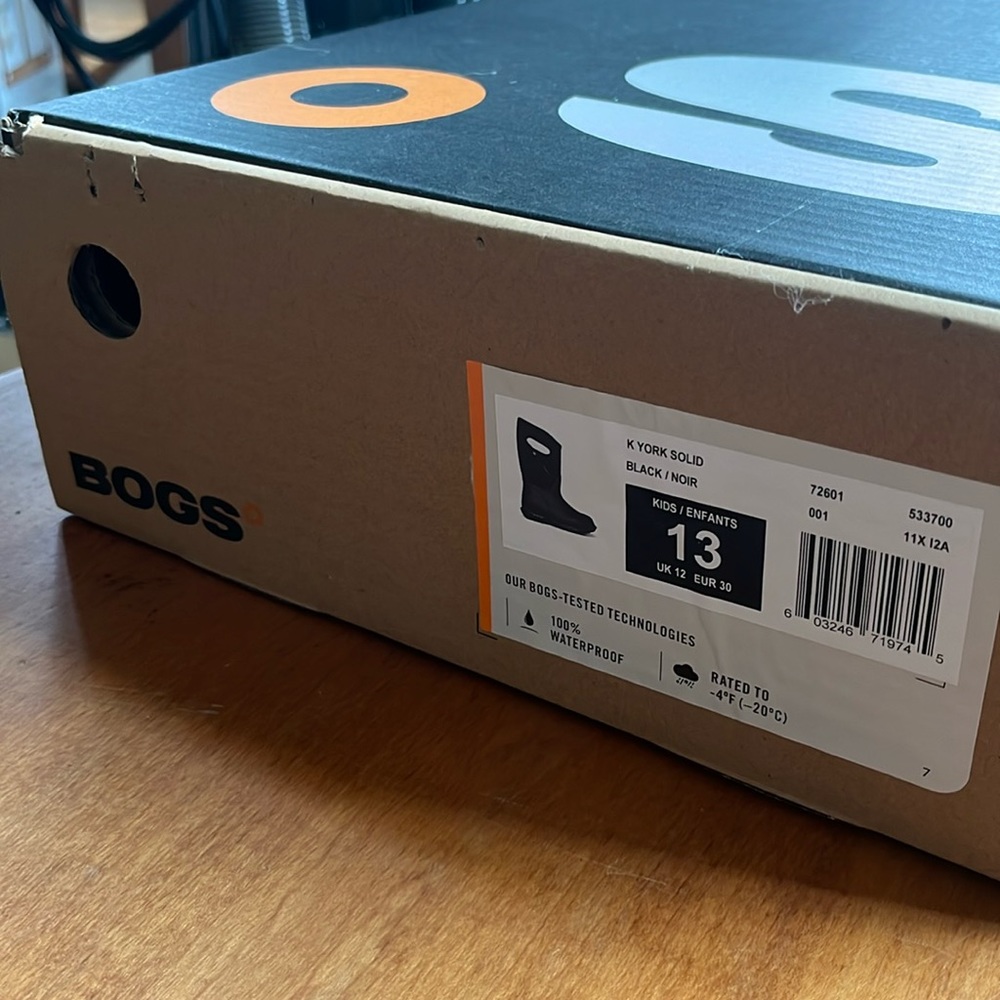 OS
BOGS
K YORK SOLID
BLACK / NOIR
72601
001
533700
11X I2A
KIDS / ENFANTS
13
UK 12 EUR 30
6 03246 71974 5
OUR BOGS-TESTED TECHNOLOGIES
100%
WATERPROOF
RATED TO
-4°F (-20°C)
7